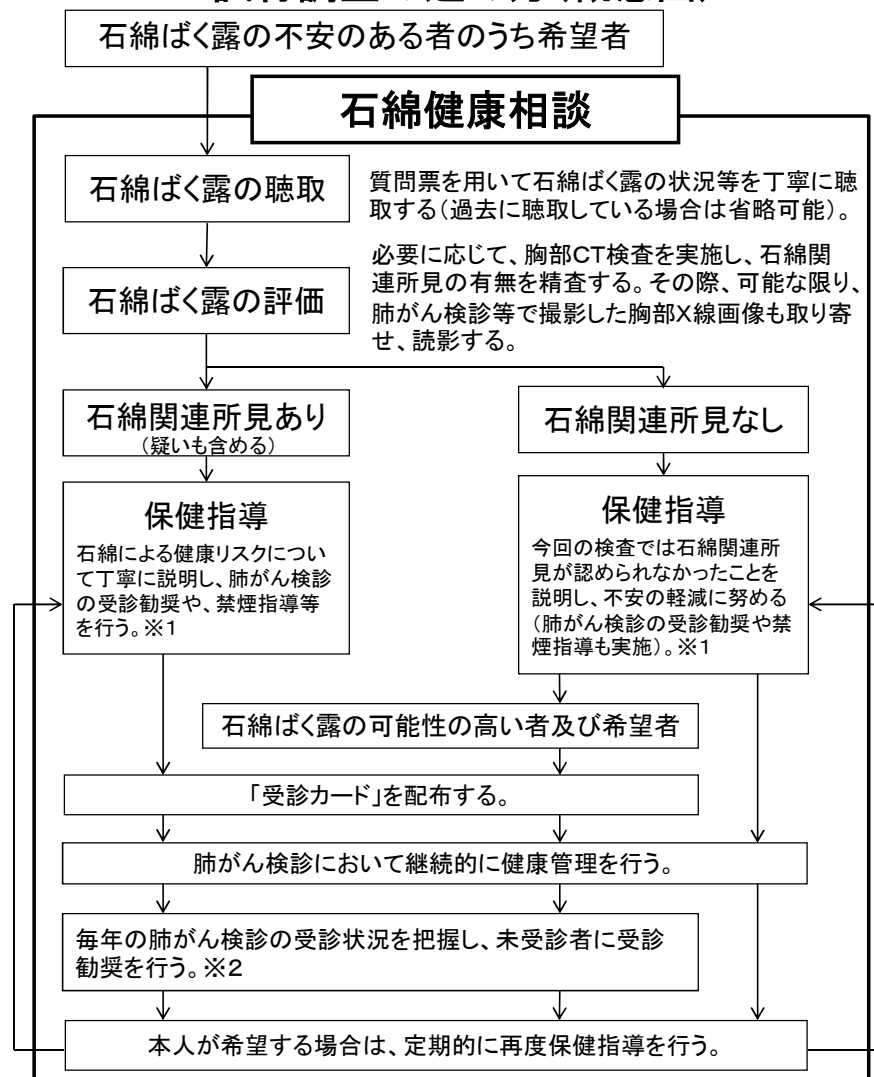 石綿ばく露の不安のある者のうち希望者
石綿健康相談
石綿ばく露の聴取
質問票を用いて石綿ばく露の状況等を丁寧に聴
取する(過去に聴取している場合は省略可能)。
石綿ばく露の評価
必要に応じて、胸部CT検査を実施し、石綿関
連所見の有無を精査する。その際、可能な限り、
肺がん検診等で撮影した胸部X線画像も取り寄
せ、読影する。
石綿関連所見あり
(疑いも含める)
石綿関連所見なし
保健指導
石綿による健康リスクについ
て丁寧に説明し、肺がん検診
の受診勧奨や、禁煙指導等
を行う。※1
保健指導
今回の検査では石綿関連所
見が認められなかったことを
説明し、不安の軽減に努める
(肺がん検診の受診勧奨や禁
煙指導も実施)。※1
石綿ばく露の可能性の高い者及び希望者
「受診カード」を配布する。
肺がん検診において継続的に健康管理を行う。
毎年の肺がん検診の受診状況を把握し、未受診者に受診
勧奨を行う。※2
本人が希望する場合は、定期的に再度保健指導を行う。